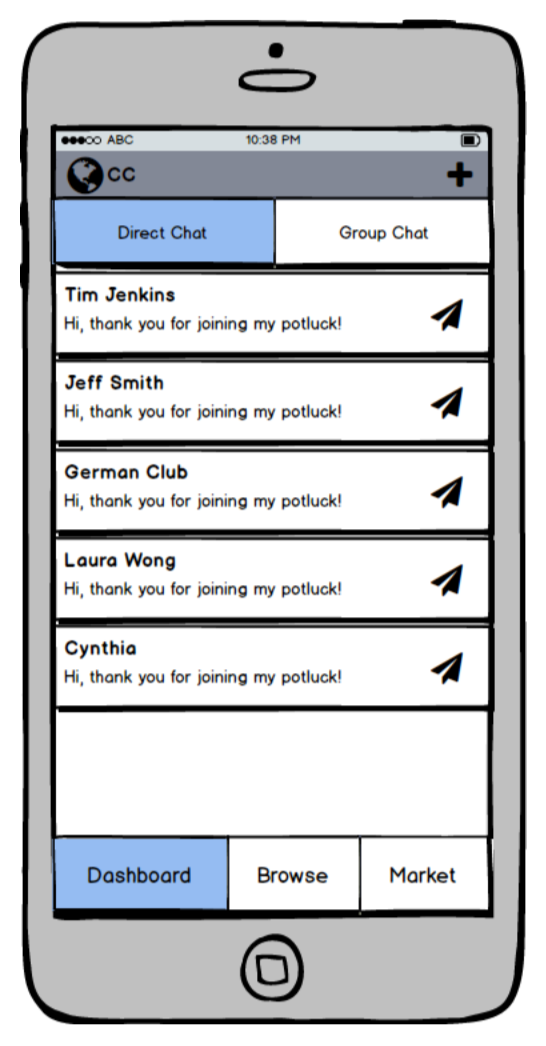 ABC 10:38 PM
CC
Direct Chat Group Chat
Tim Jenkins
Hi, thank you for joining my potluck!
Jeff Smith
Hi, thank you for joining my potluck!
German Club
Hi, thank you for joining my potluck!
Laura Wong
Hi, thank you for joining my potluck!
Cynthia
Hi, thank you for joining my potluck!
Dashboard Browse Market